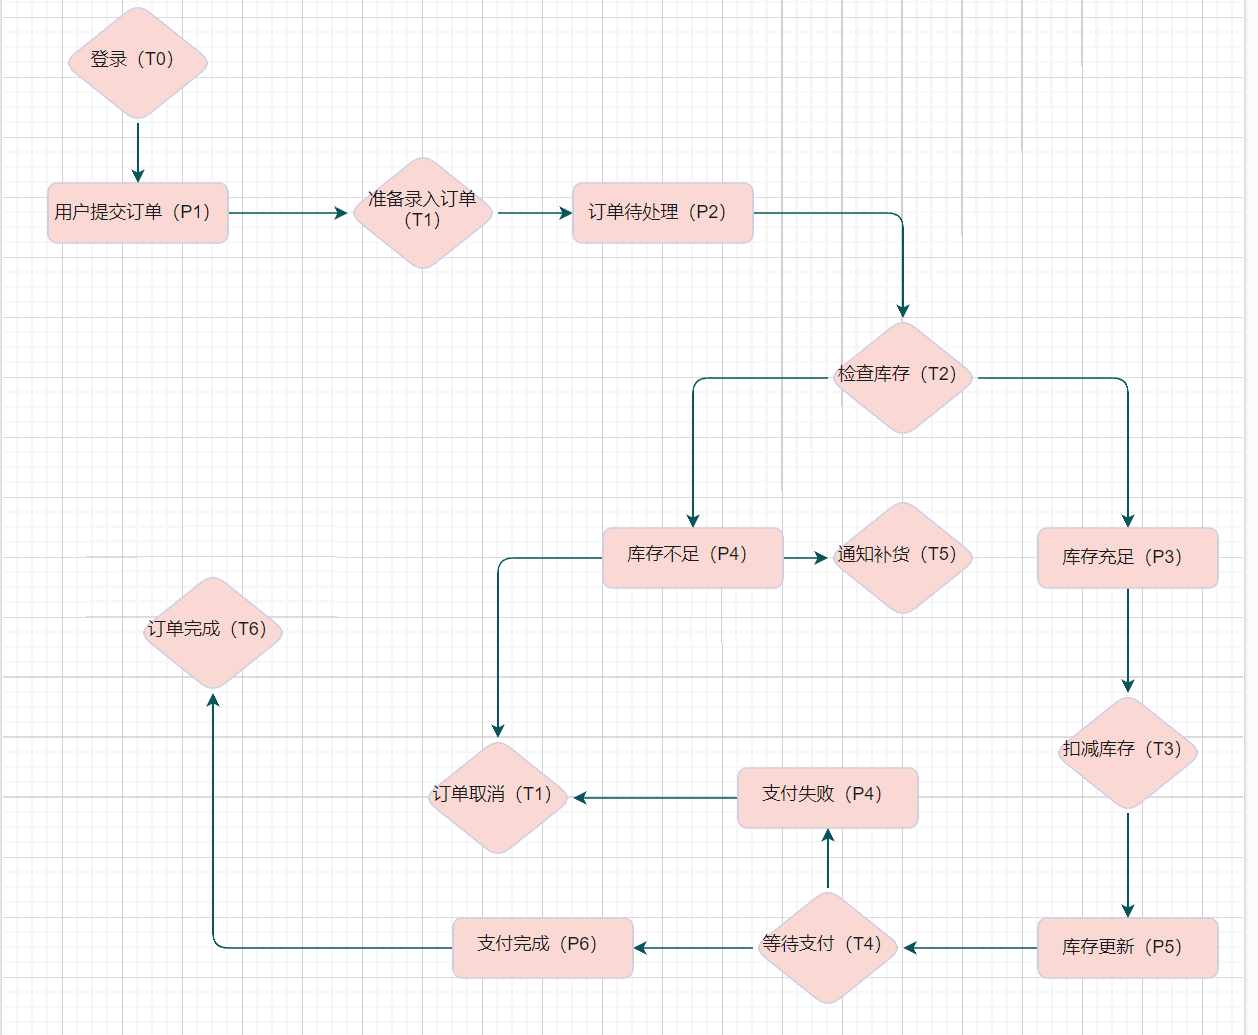 登录（T0）
用户提交订单（P1）
准备录入订单
（T1）
订单待处理（P2）
检查库存（T2）
库存不足（P4）
通知补货（T5）
库存充足（P3）
订单完成（T6）
扣减库存（T3）
订单取消（T1）
支付失败（P4）
支付完成（P6）
等待支付（T4）
库存更新（P5）